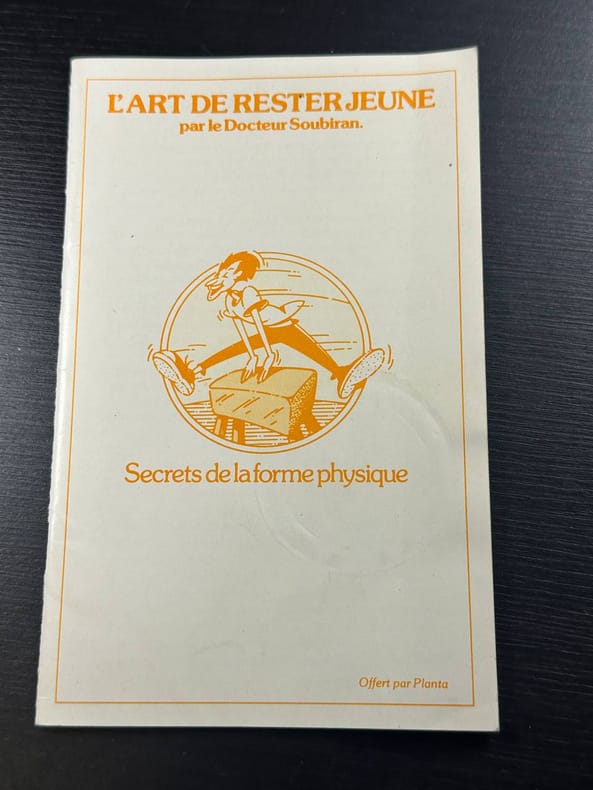 L'ART DE RESTER JEUNE
par le Docteur Soubiran.
Secrets de la forme physique
Offert par Planta